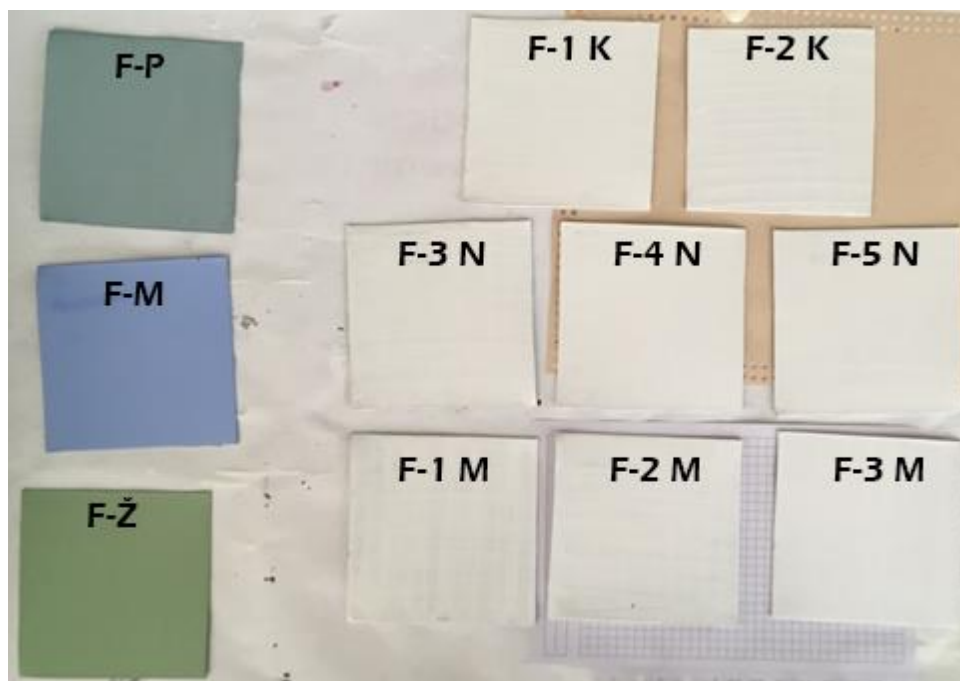 F-P
F-1 K
F-2 K
F-3 N
F-4 N
F-5 N
F-M
F-1 M
F-2 M
F-3 M
F-Ž